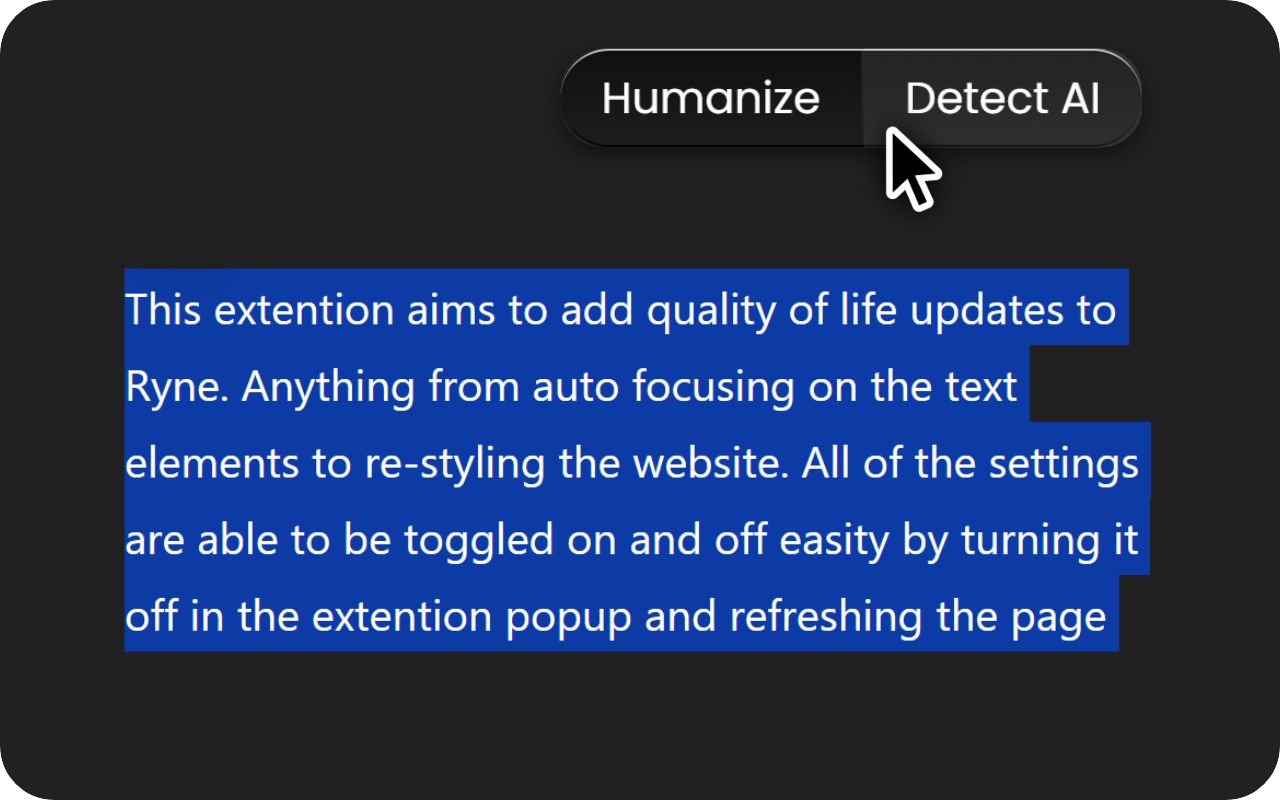 Humanize Detect AI
This extention aims to add quality of life updates to
Ryne. Anything from auto focusing on the text
elements to re-styling the website. All of the settings
are able to be toggled on and off easity by turning it
off in the extention popup and refreshing the page